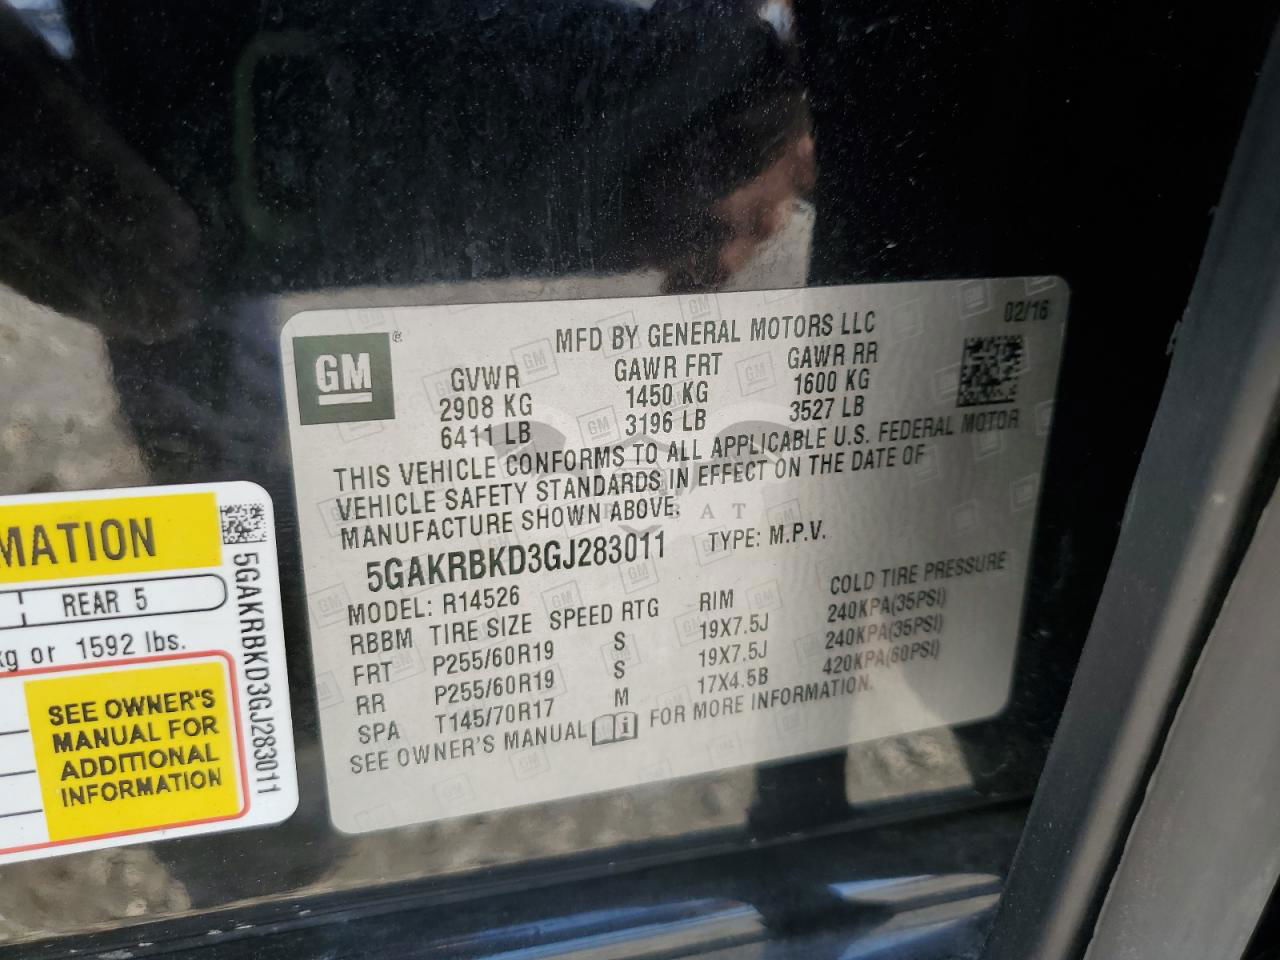 GM ®
02/16
MFD BY GENERAL MOTORS LLC
GVWR GAWR FRT GAWR RR
2908 KG 1450 KG 1600 KG
6411 LB 3196 LB 3527 LB
THIS VEHICLE CONFORMS TO ALL APPLICABLE U.S. FEDERAL MOTOR
VEHICLE SAFETY STANDARDS IN EFFECT ON THE DATE OF
MANUFACTURE SHOWN ABOVE.
5GAKRBKD3GJ283011 TYPE: M.P.V.
MODEL: R14526
RBBM TIRE SIZE SPEED RTG RIM COLD TIRE PRESSURE
FRT P255/60R19 S 19X7.5J 240KPA(35PSI)
RR P255/60R19 S 19X7.5J 240KPA(35PSI)
SPA T145/70R17 M 17X4.5B 420KPA(60PSI)
SEE OWNER'S MANUAL FOR MORE INFORMATION.
MATION
REAR 5
kg or 1592 lbs.
SEE OWNER'S
MANUAL FOR
ADDITIONAL
INFORMATION
5GAKRBKD3GJ283011